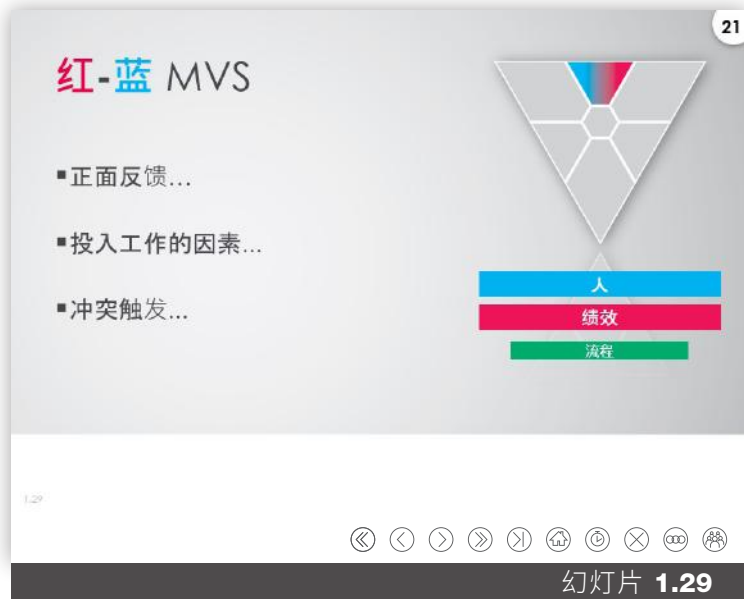 21
红-蓝 MVS
▪正面反馈...
▪投入工作的因素...
▪冲突触发...
人
绩效
流程
1.29
幻灯片 1.29